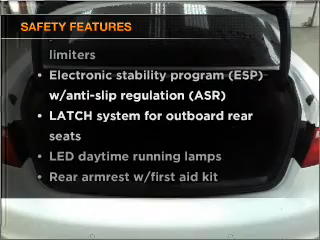 SAFETY FEATURES
limiters
• Electronic stability program (ESP)
w/anti-slip regulation (ASR)
• LATCH system for outboard rear
seats
• LED daytime running lamps
• Rear armrest w/first aid kit